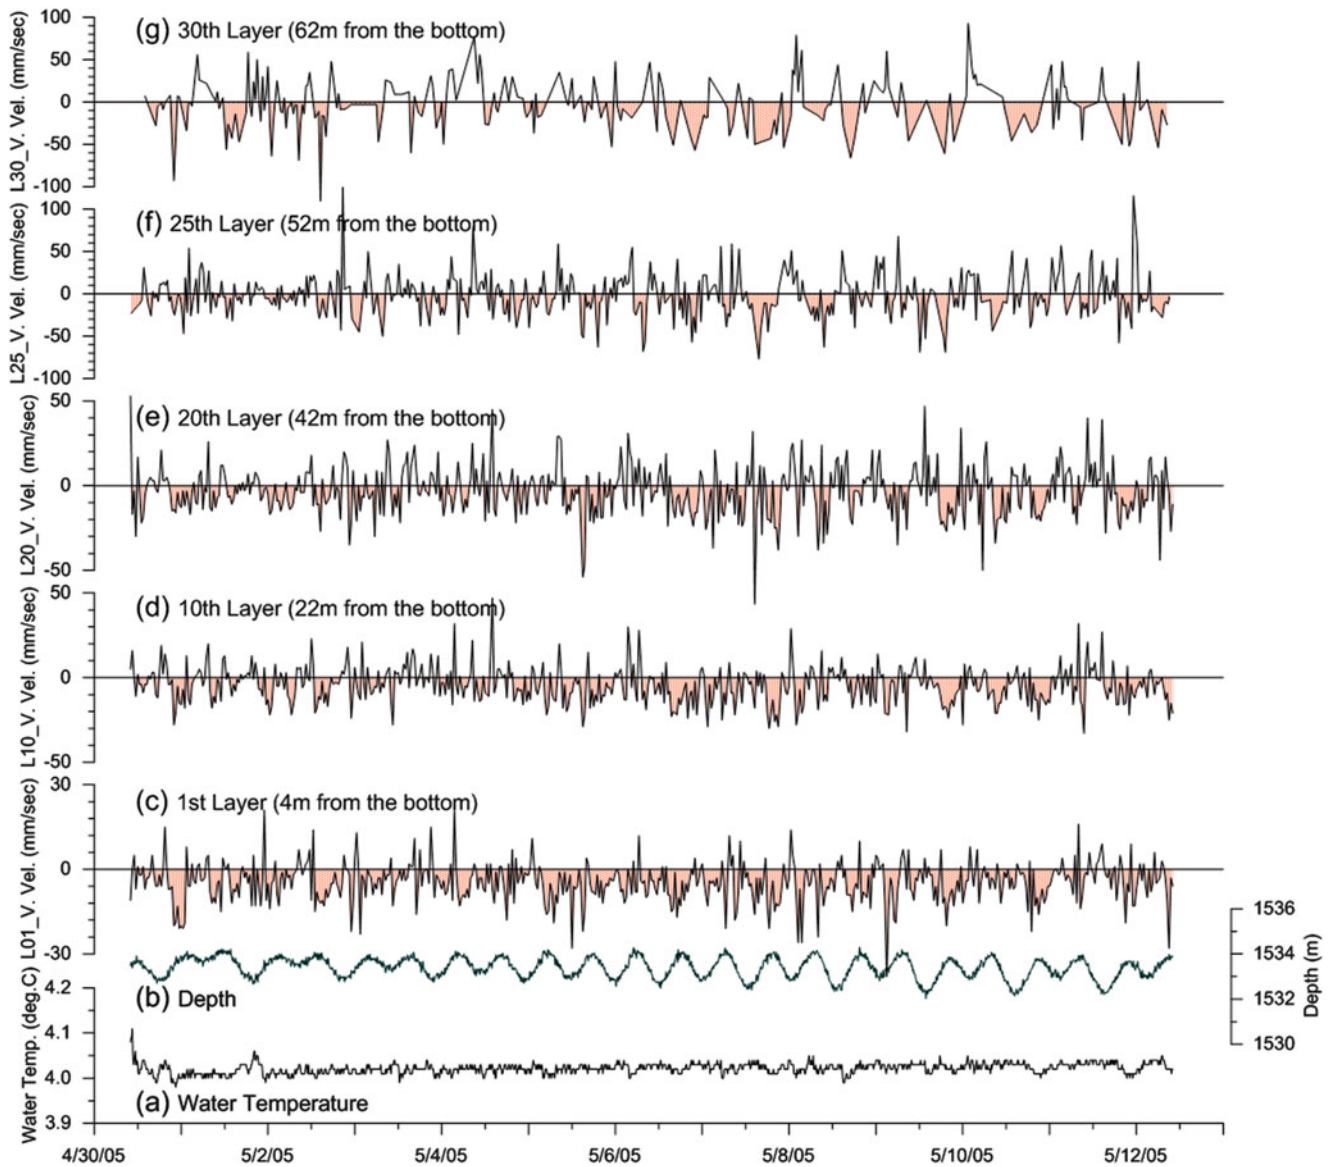 L30_V. Vel. (mm/sec)
100
50
0
-50
-100
(g) 30th Layer (62m from the bottom)
L25_V. Vel. (mm/sec)
100
50
0
-50
-100
(f) 25th Layer (52m from the bottom)
L20_V. Vel. (mm/sec)
50
0
-50
(e) 20th Layer (42m from the bottom)
L10_V. Vel. (mm/sec)
50
0
-50
(d) 10th Layer (22m from the bottom)
L01_V. Vel. (mm/sec)
30
0
-30
(c) 1st Layer (4m from the bottom)
1536
1534
1532
1530
Depth (m)
(b) Depth
Water Temp. (deg.C)
4.2
4.1
4.0
3.9
(a) Water Temperature
4/30/05 5/2/05 5/4/05 5/6/05 5/8/05 5/10/05 5/12/05